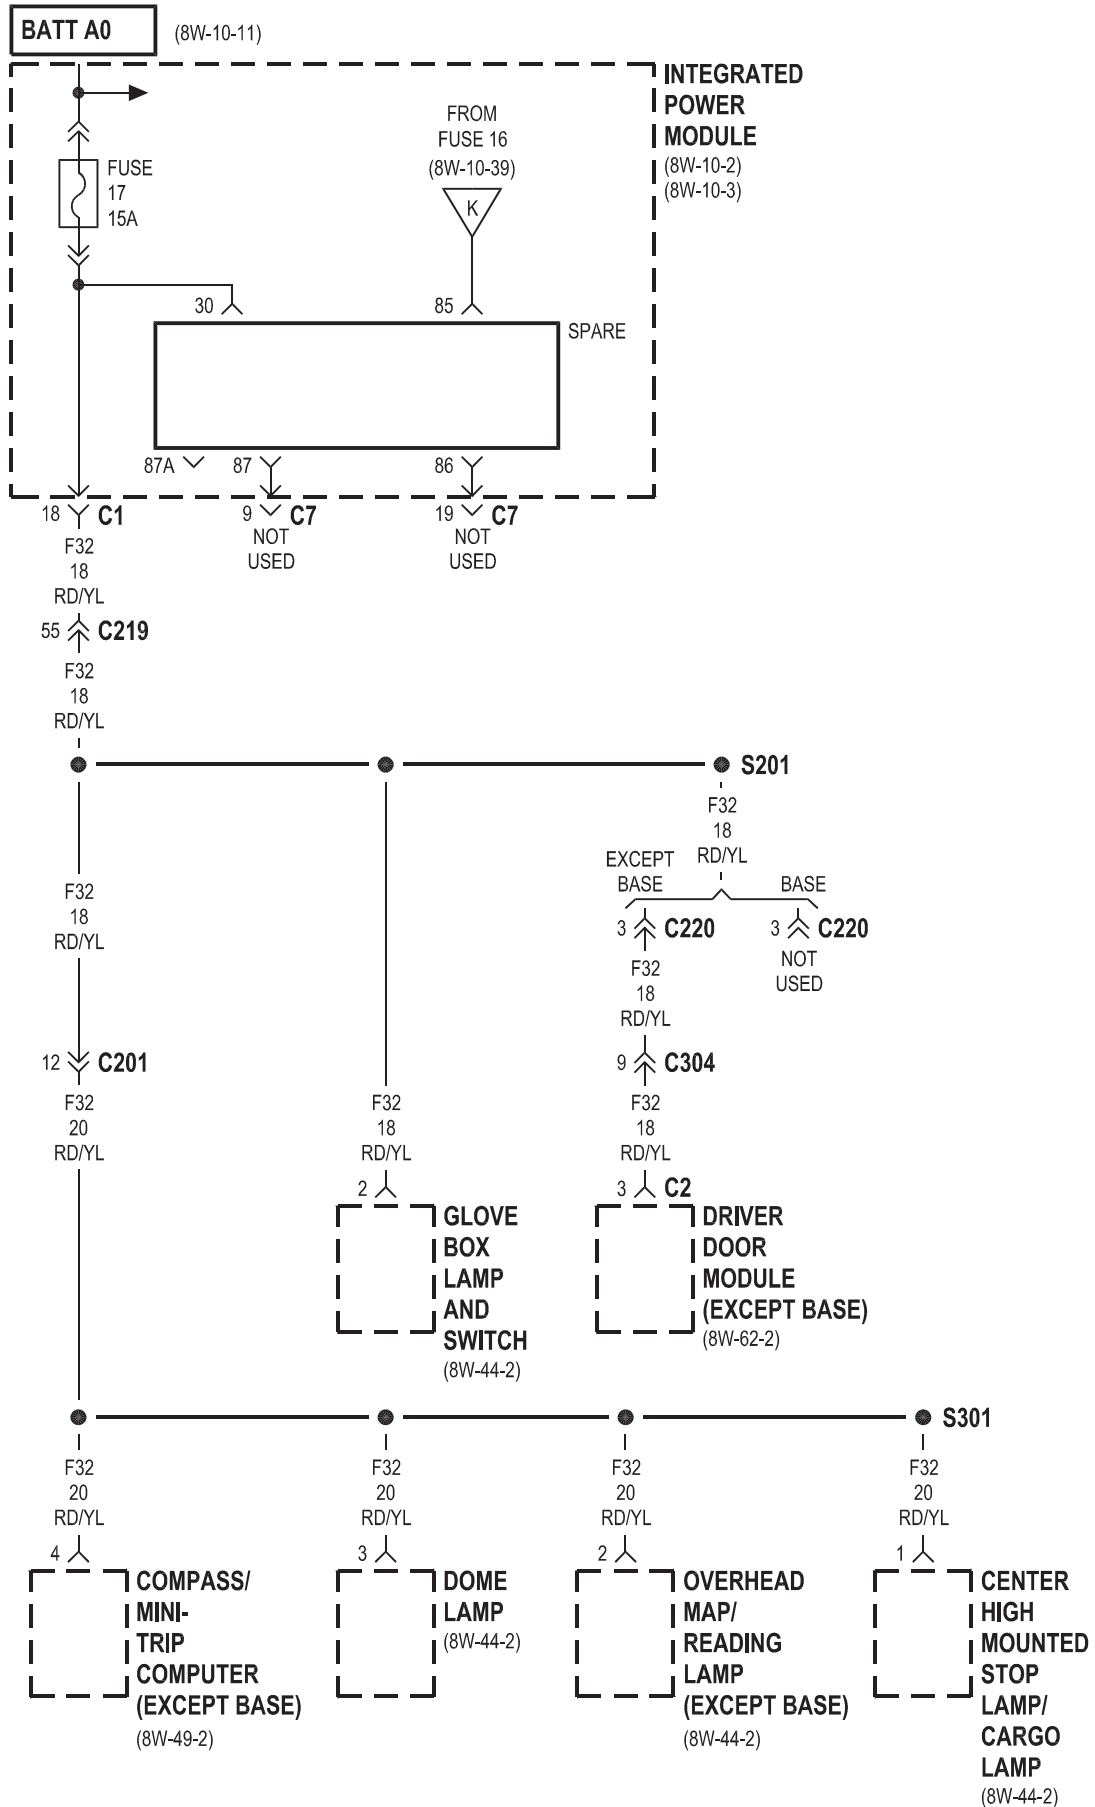 BATT A0
(8W-10-11)
INTEGRATED
POWER
MODULE
(8W-10-2)
(8W-10-3)
FROM
FUSE 16
(8W-10-39)
K
FUSE
17
15A
30
85
SPARE
87A
87
86
18 C1
9 C7
NOT
USED
19 C7
NOT
USED
F32
18
RD/YL
55 C219
F32
18
RD/YL
S201
F32
18
RD/YL
EXCEPT
BASE
BASE
3 C220
3 C220
NOT
USED
F32
18
RD/YL
F32
18
RD/YL
12 C201
9 C304
F32
20
RD/YL
F32
18
RD/YL
F32
18
RD/YL
2
3 C2
GLOVE
BOX
LAMP
AND
SWITCH
(8W-44-2)
DRIVER
DOOR
MODULE
(EXCEPT BASE)
(8W-62-2)
S301
F32
20
RD/YL
F32
20
RD/YL
F32
20
RD/YL
F32
20
RD/YL
4
3
2
1
COMPASS/
MINI-
TRIP
COMPUTER
(EXCEPT BASE)
(8W-49-2)
DOME
LAMP
(8W-44-2)
OVERHEAD
MAP/
READING
LAMP
(EXCEPT BASE)
(8W-44-2)
CENTER
HIGH
MOUNTED
STOP
LAMP/
CARGO
LAMP
(8W-44-2)